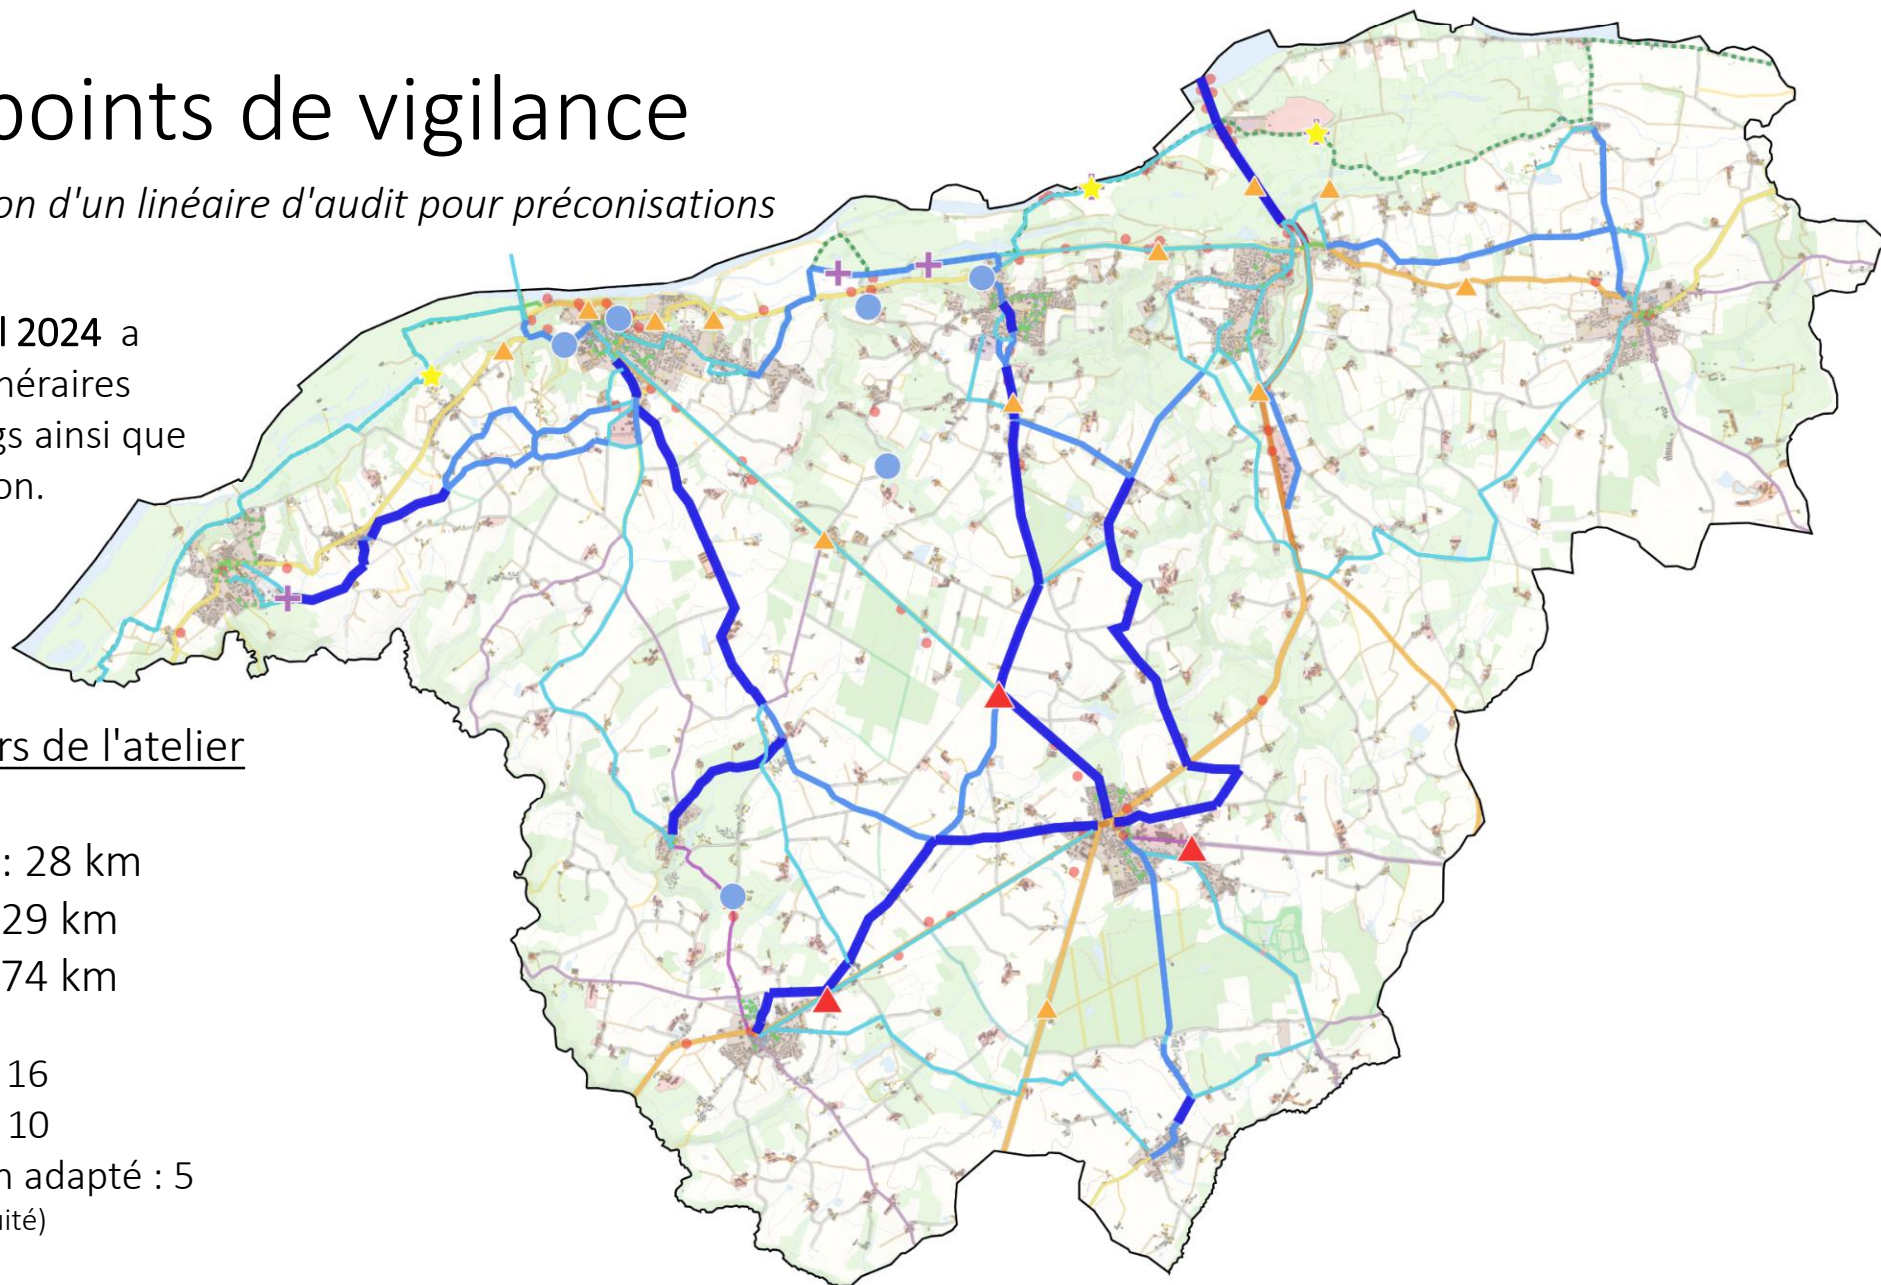 points de vigilance
on d'un linéaire d'audit pour préconisations
l 2024 a
néraires
gs ainsi que
on.
rs de l'atelier
: 28 km
29 km
74 km
16
10
n adapté : 5
uité)